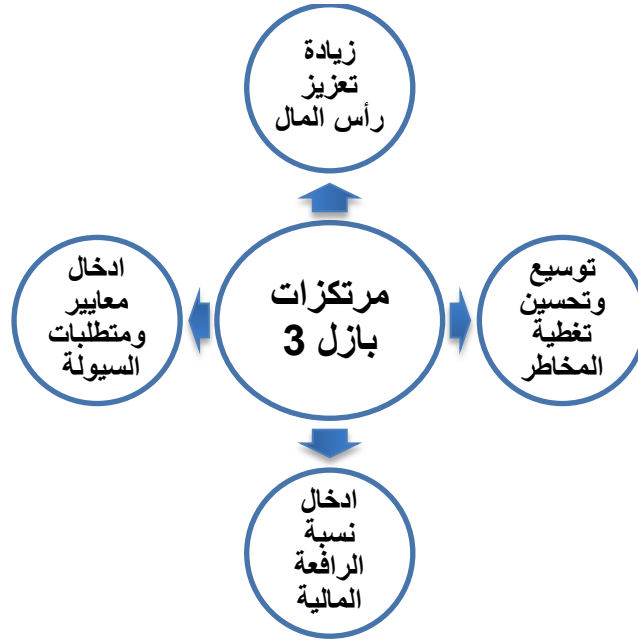 زيادة
تعزيز
رأس المال
مرتكزات
بازل 3
توسيع
وتحسين
تغطية
المخاطر
ادخال
معايير
ومتطلبات
السيولة
ادخال
نسبة
الرافعة
المالية